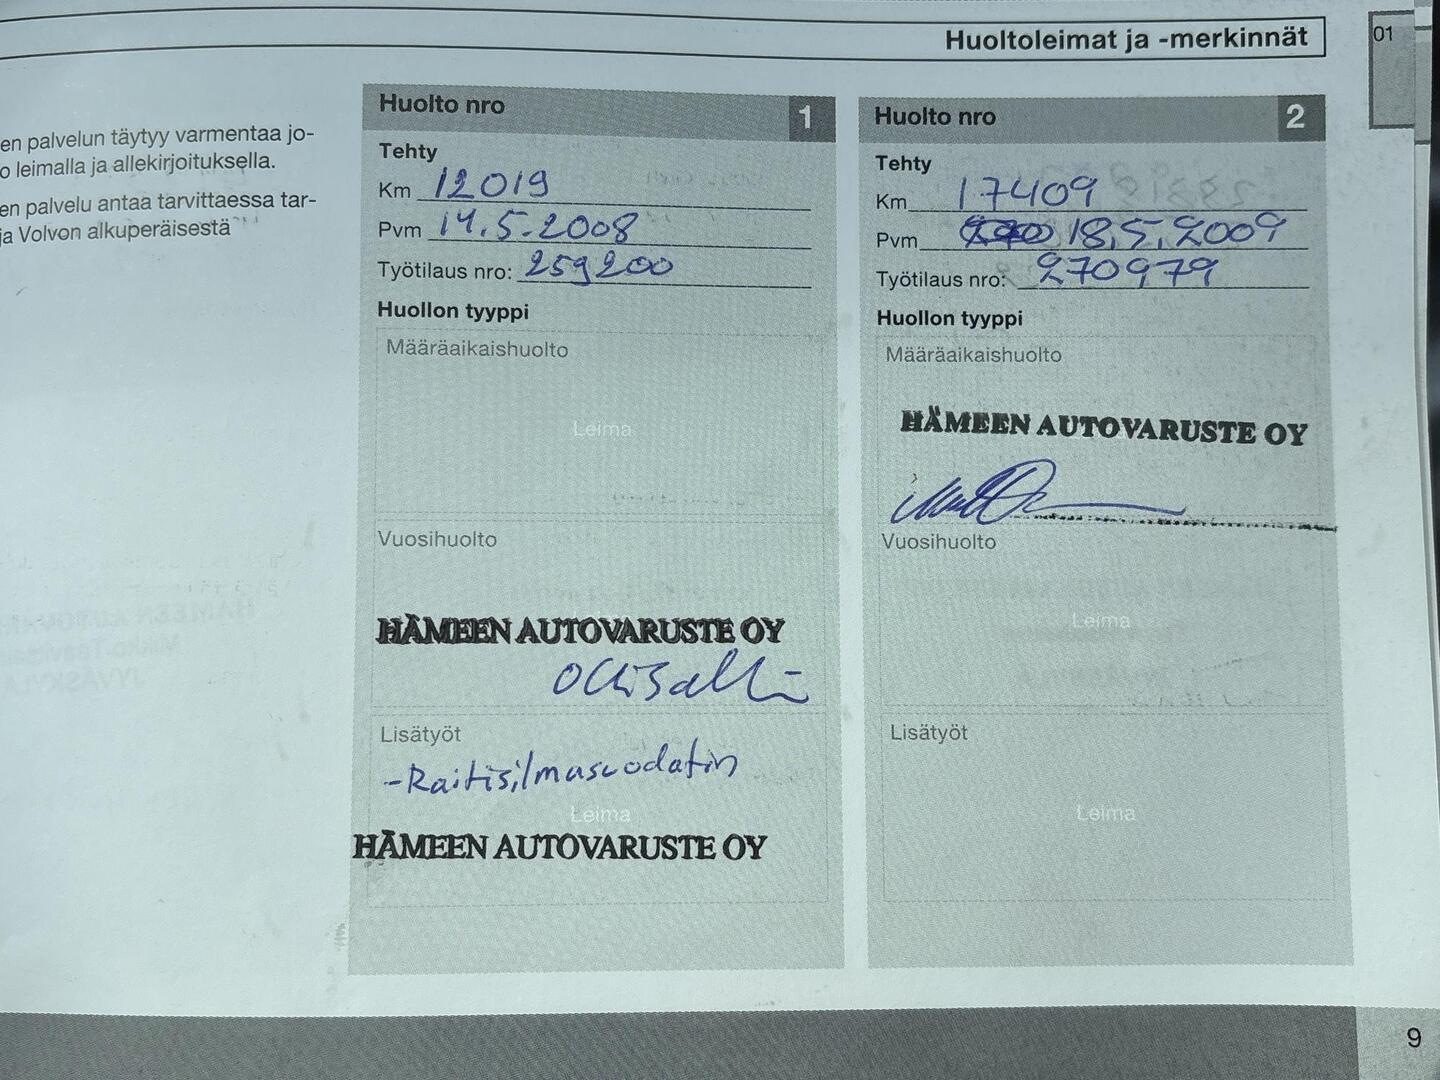 Huoltoleimat ja -merkinnät
01
en palvelun täytyy varmentaa jo-
o leimalla ja allekirjoituksella.
en palvelu antaa tarvittaessa tar-
ja Volvon alkuperäisestä
Huolto nro 1
Tehty
Km 12019
Pvm 14.5.2008
Työtilaus nro: 259200
Huollon tyyppi
Määräaikaishuolto
Leima
Vuosihuolto
HÄMEEN AUTOVARUSTE OY
Lisätyöt
-Raitisilmasuodatin
Leima
HÄMEEN AUTOVARUSTE OY
Huolto nro 2
Tehty
Km 17409
Pvm 18.5.2009
Työtilaus nro: 270979
Huollon tyyppi
Määräaikaishuolto
HÄMEEN AUTOVARUSTE OY
Vuosihuolto
Leima
Lisätyöt
Leima
9